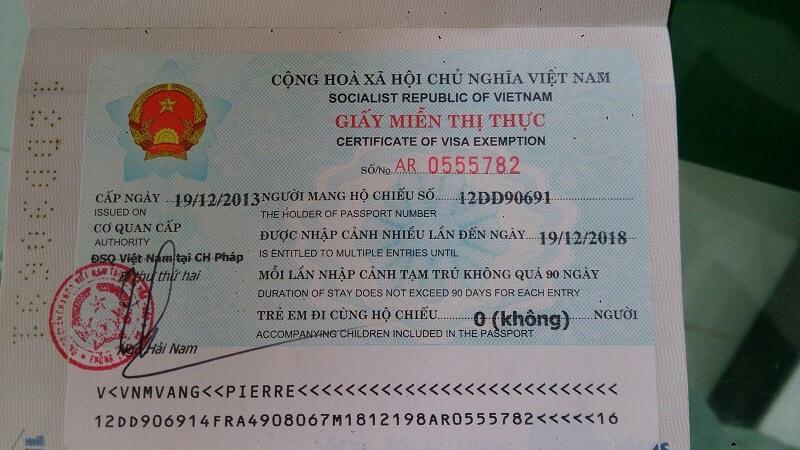 CỘNG HOÀ XÃ HỘI CHỦ NGHĨA VIỆT NAM
SOCIALIST REPUBLIC OF VIETNAM
GIẤY MIỄN THỊ THỰC
CERTIFICATE OF VISA EXEMPTION
SỐ/No AR 0555782
CẤP NGÀY 19/12/2013 NGƯỜI MANG HỘ CHIẾU SỐ 12DD90691
ISSUED ON THE HOLDER OF PASSPORT NUMBER
CƠ QUAN CẤP ĐƯỢC NHẬP CẢNH NHIỀU LẦN ĐẾN NGÀY 19/12/2018
AUTHORITY IS ENTITLED TO MULTIPLE ENTRIES UNTIL
ĐSQ Việt Nam tại CH Pháp MỖI LẦN NHẬP CẢNH TẠM TRÚ KHÔNG QUÁ 90 NGÀY
thư thứ hai DURATION OF STAY DOES NOT EXCEED 90 DAYS FOR EACH ENTRY
TRẺ EM ĐI CÙNG HỘ CHIẾU 0 (không) NGƯỜI
ACCOMPANYING CHILDREN INCLUDED IN THE PASSPORT
Hải Nam
V<VNMVANG<<PIERRE<<<<<<<<<<<<<<<<<<<<<<<<<<<
12DD906914FRA4908067M1812198AR0555782<<<<<16